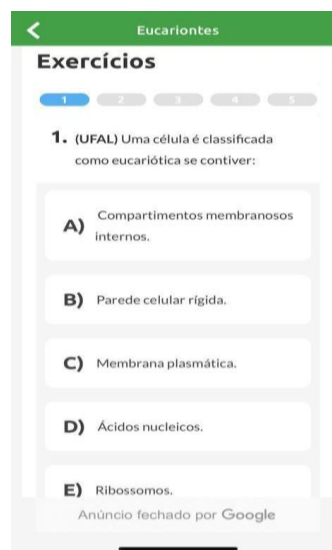 Eucariontes
Exercícios
1 2 3 4 5
1. (UFAL) Uma célula é classificada
como eucariótica se contiver:
A) Compartimentos membranosos
internos.
B) Parede celular rígida.
C) Membrana plasmática.
D) Ácidos nucleicos.
E) Ribossomos.
Anúncio fechado por Google